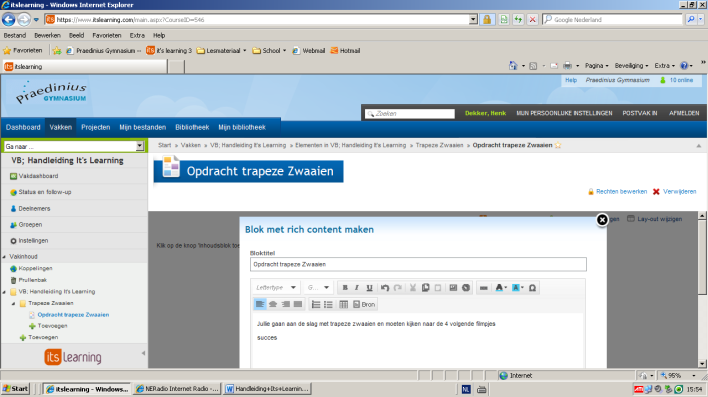 itslearning - Windows Internet Explorer
https://www.itslearning.com/main.aspx?CourseID=546
Google Nederland
Bestand Bewerken Beeld Favorieten Extra Help
Favorieten Praedinius Gymnasium it's learning 3 Lesmateriaal School Webmail Hotmail
itslearning
Pagina Beveiliging Extra
Help Praedinius Gymnasium 10 online
Praedinius
GYMNASIUM
Zoeken Dekker, Henk MIJN PERSOONLIJKE INSTELLINGEN POSTVAK IN AFMELDEN
Dashboard Vakken Projecten Mijn bestanden Bibliotheek Mijn bibliotheek
Ga naar ...
Start » Vakken » VB; Handleiding It's Learning » Elementen in VB; Handleiding It's Learning » Trapeze Zwaaien » Opdracht trapeze Zwaaien
VB; Handleiding It's Learning
Opdracht trapeze Zwaaien
Vakdashboard
Status en follow-up
Rechten bewerken Verwijderen
Deelnemers
Groepen
Lay-out wijzigen
Instellingen
Blok met rich content maken
Klik op de knop 'Inhoudsblok toe
Vakinhoud
Bloktitel
Koppelingen
Opdracht trapeze Zwaaien
Prullenbak
VB; Handleiding It's Learning
Lettertype G... B I U
Trapeze Zwaaien
Bron
Opdracht trapeze Zwaaien
Toevoegen
Jullie gaan aan de slag met trapeze zwaaien en moeten kijken naar de 4 volgende filmpjes
Toevoegen
succes
its learning
Internet 95%
Start itslearning - Windows... NERadio Internet Radio -... Handleiding+Its+Learnin... NL 15:54